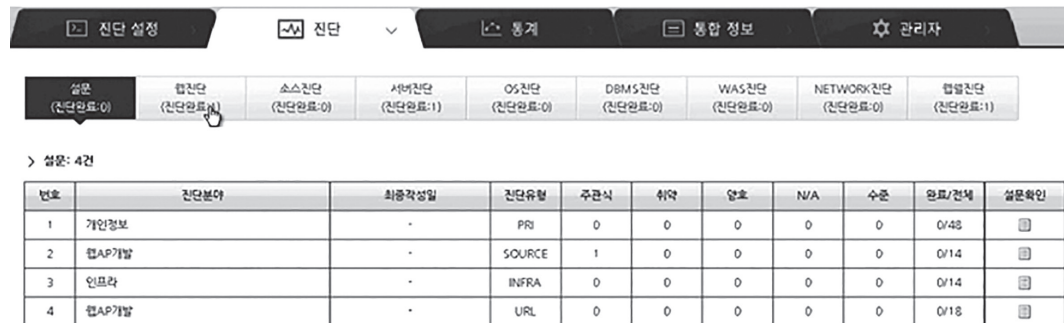 진단 설정 진단 통계 통합 정보 관리자
설문 웹진단 소스진단 서버진단 OS진단 DBMS진단 WAS진단 NETWORK진단 웹쉘진단
(진단완료:0) (진단완료:1) (진단완료:0) (진단완료:1) (진단완료:0) (진단완료:0) (진단완료:0) (진단완료:0) (진단완료:1)
> 설문: 4건
번호 진단분야 최종작성일 진단유형 주관식 취약 양호 N/A 수준 완료/전체 설문확인
1 개인정보 - PRI 0 0 0 0 0 0/48
2 웹AP개발 - SOURCE 1 0 0 0 0 0/14
3 인프라 - INFRA 0 0 0 0 0 0/14
4 웹AP개발 - URL 0 0 0 0 0 0/18